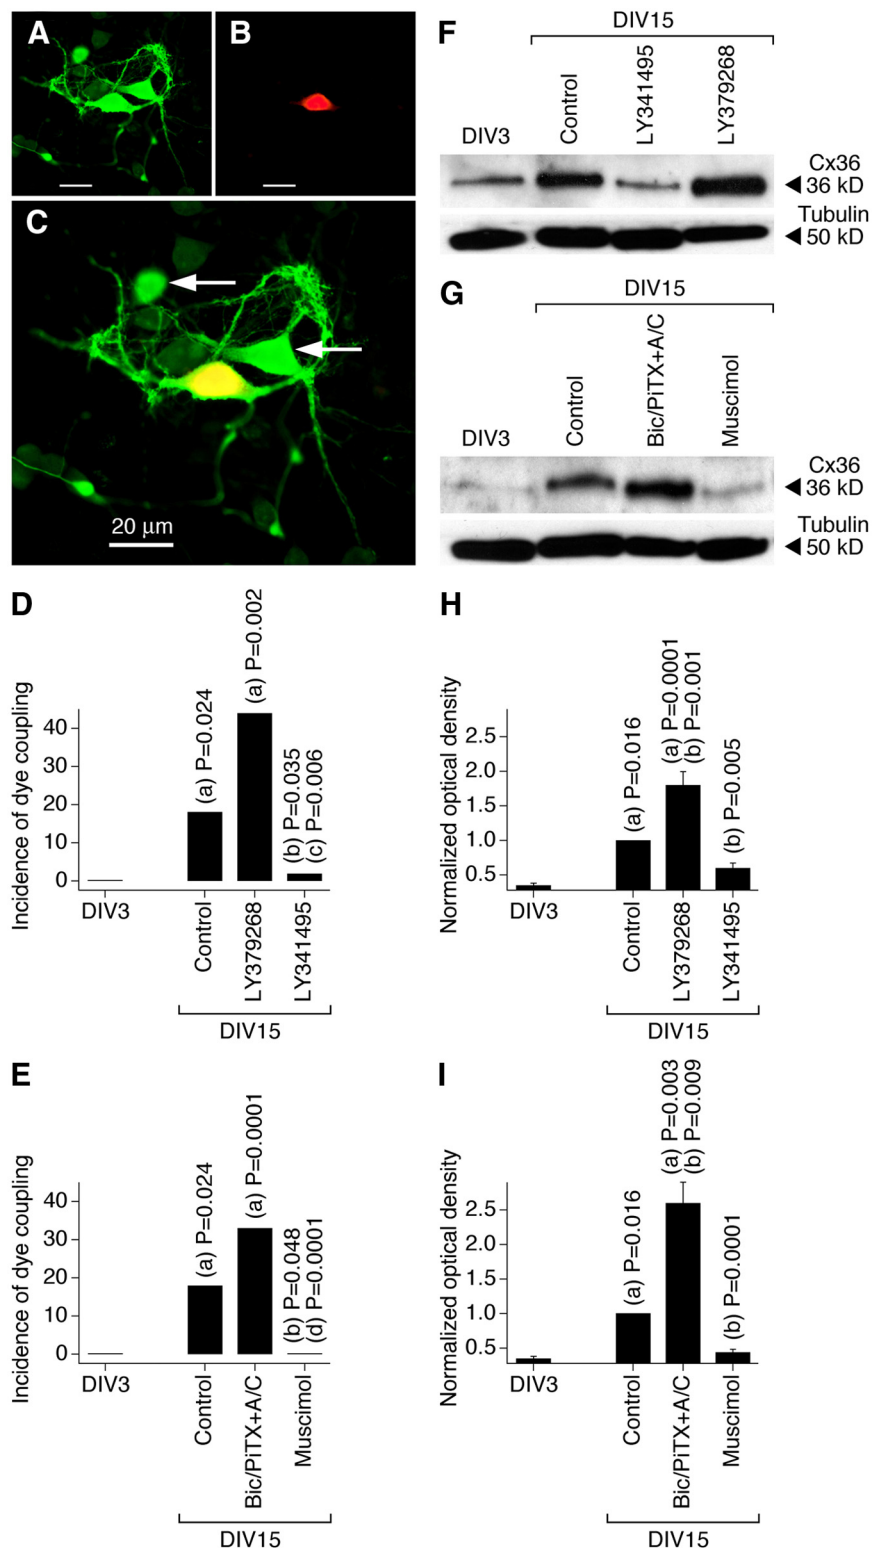 A
B
C
20 µm
F
DIV15
DIV3
Control
LY341495
LY379268
Cx36
36 kD
Tubulin
50 kD
G
DIV15
DIV3
Control
Bic/PiTX+A/C
Muscimol
Cx36
36 kD
Tubulin
50 kD
D
Incidence of dye coupling
40
30
20
10
0
(a) P=0.024
(a) P=0.002
(b) P=0.035
(c) P=0.006
DIV3
Control
LY379268
LY341495
DIV15
H
Normalized optical density
2.5
2.0
1.5
1.0
0.5
(a) P=0.016
(a) P=0.0001
(b) P=0.001
(b) P=0.005
DIV3
Control
LY379268
LY341495
DIV15
E
Incidence of dye coupling
40
30
20
10
0
(a) P=0.024
(a) P=0.0001
(b) P=0.048
(d) P=0.0001
DIV3
Control
Bic/PiTX+A/C
Muscimol
DIV15
I
Normalized optical density
2.5
2.0
1.5
1.0
0.5
(a) P=0.016
(a) P=0.003
(b) P=0.009
(b) P=0.0001
DIV3
Control
Bic/PiTX+A/C
Muscimol
DIV15